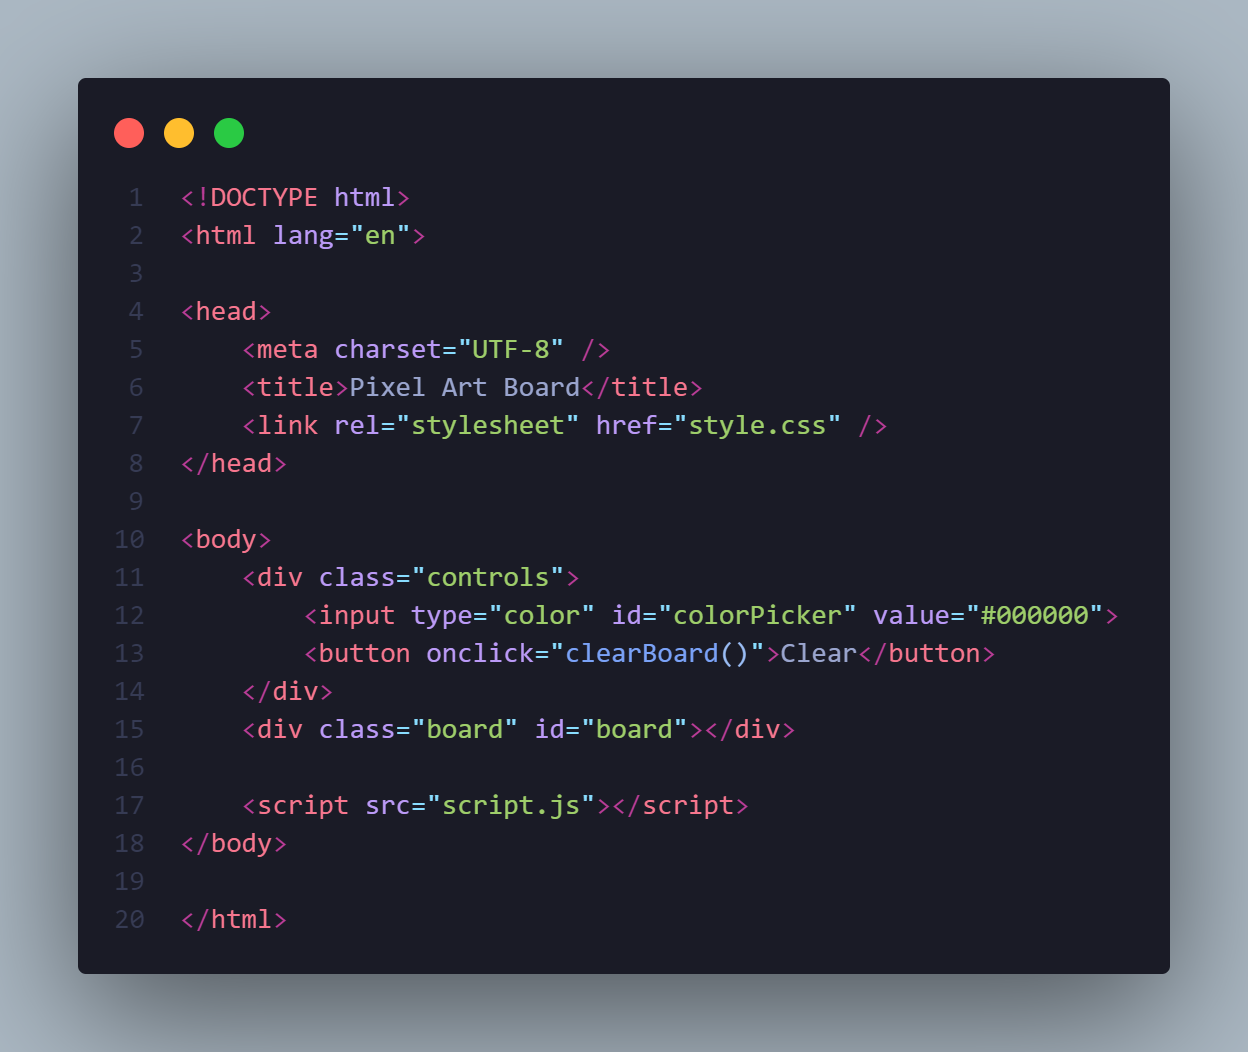 1 <!DOCTYPE html>
2 <html lang="en">
3
4 <head>
5     <meta charset="UTF-8" />
6     <title>Pixel Art Board</title>
7     <link rel="stylesheet" href="style.css" />
8 </head>
9
10 <body>
11     <div class="controls">
12         <input type="color" id="colorPicker" value="#000000">
13         <button onclick="clearBoard()">Clear</button>
14     </div>
15     <div class="board" id="board"></div>
16
17     <script src="script.js"></script>
18 </body>
19
20 </html>